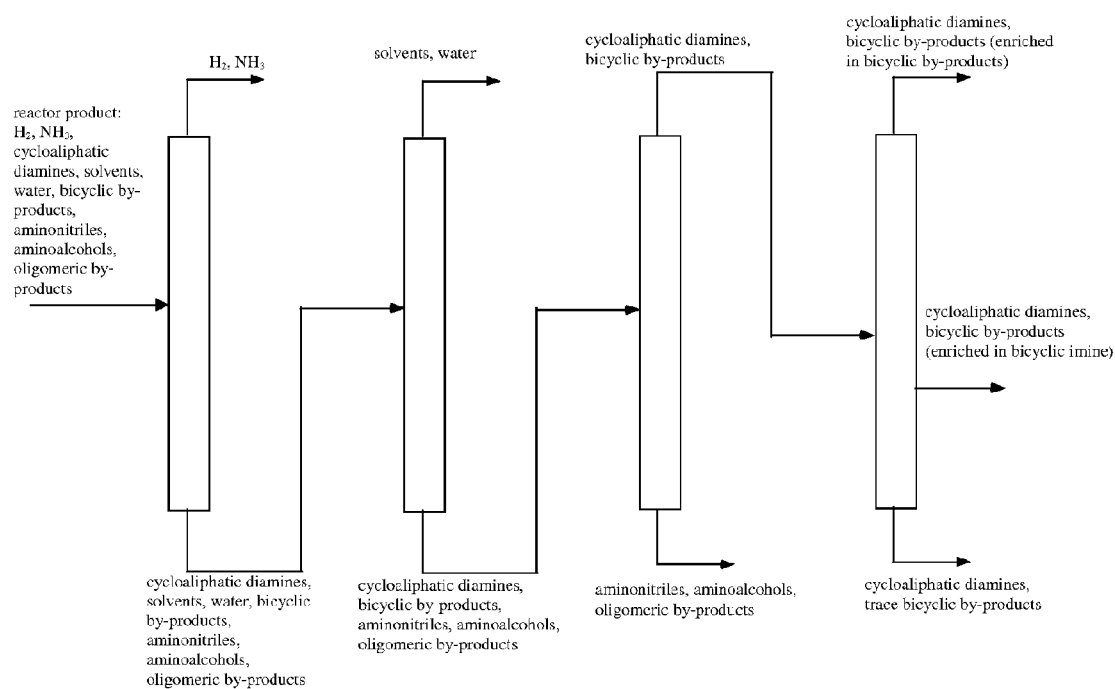 H₂, NH₃
reactor product:
H₂, NH₃,
cycloaliphatic
diamines, solvents,
water, bicyclic by-
products,
aminonitriles,
aminoalcohols,
oligomeric by-
products
cycloaliphatic diamines,
solvents, water, bicyclic
by-products,
aminonitriles,
aminoalcohols,
oligomeric by-products
solvents, water
cycloaliphatic diamines,
bicyclic by products,
aminonitriles, aminoalcohols,
oligomeric by-products
cycloaliphatic diamines,
bicyclic by-products
aminonitriles, aminoalcohols,
oligomeric by-products
cycloaliphatic diamines,
bicyclic by-products (enriched
in bicyclic by-products)
cycloaliphatic diamines,
bicyclic by-products
(enriched in bicyclic imine)
cycloaliphatic diamines,
trace bicyclic by-products